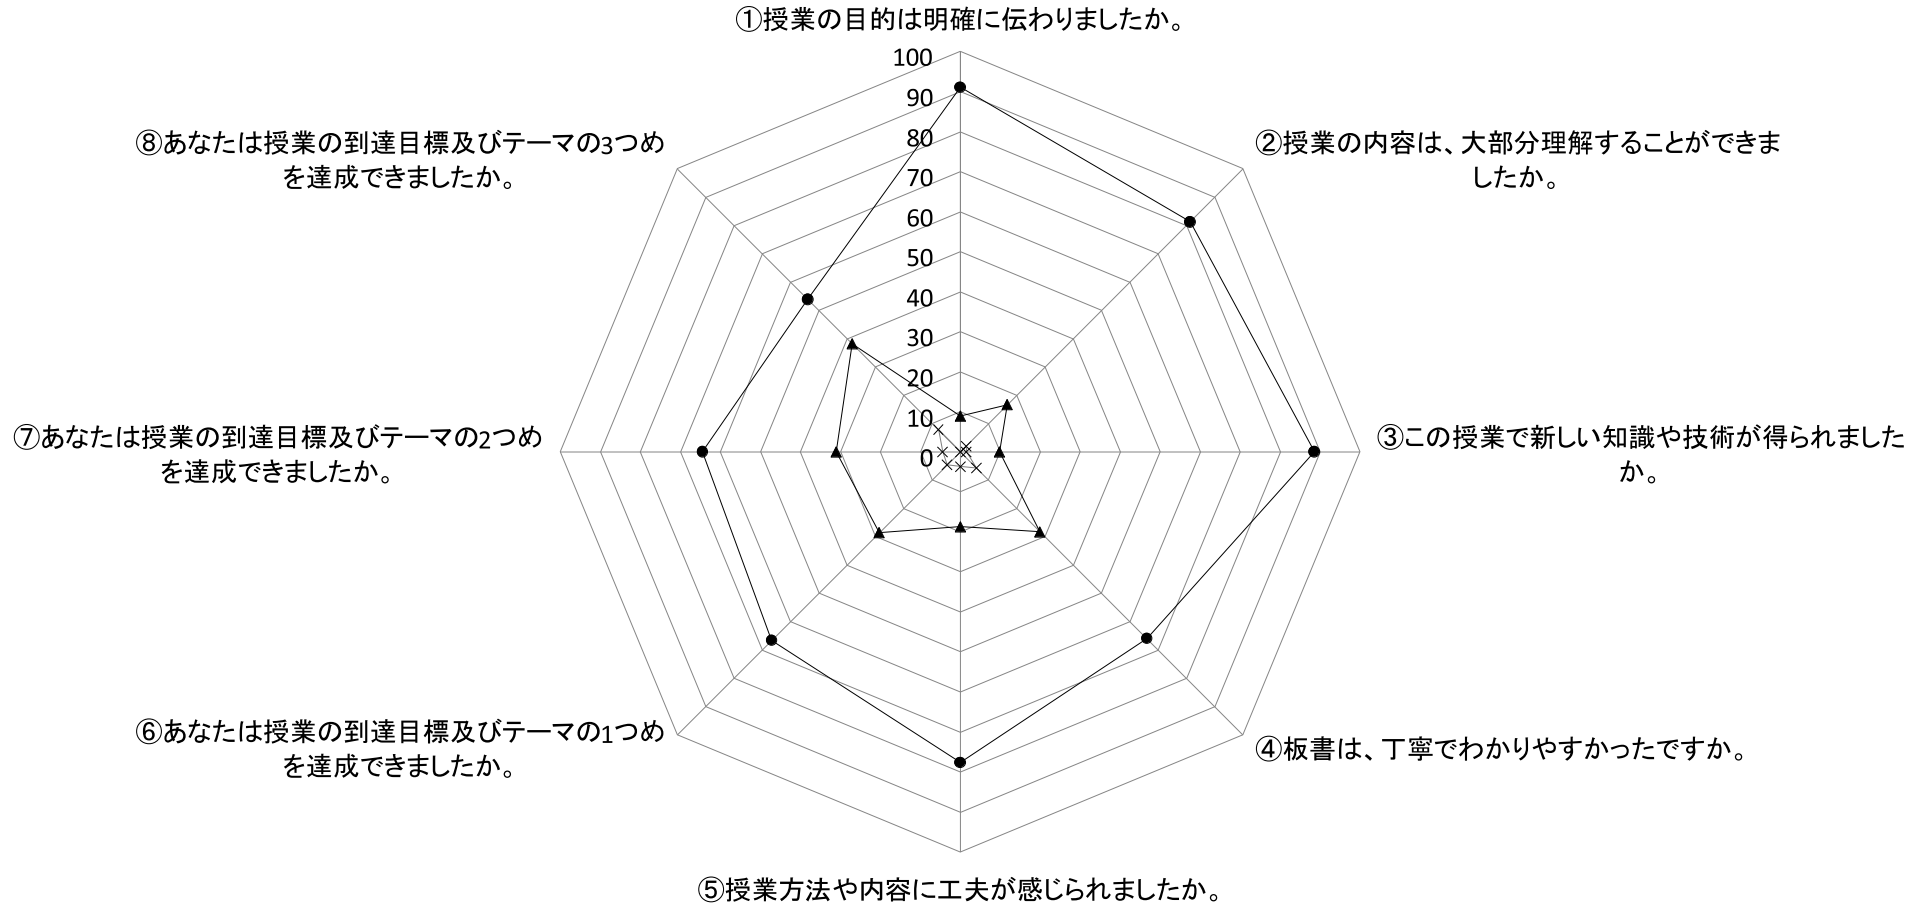 ①授業の目的は明確に伝わりましたか。
100
90
80
70
60
50
40
30
20
10
0
②授業の内容は、大部分理解することができま
したか。
③この授業で新しい知識や技術が得られました
か。
④板書は、丁寧でわかりやすかったですか。
⑤授業方法や内容に工夫が感じられましたか。
⑥あなたは授業の到達目標及びテーマの1つめ
を達成できましたか。
⑦あなたは授業の到達目標及びテーマの2つめ
を達成できましたか。
⑧あなたは授業の到達目標及びテーマの3つめ
を達成できましたか。